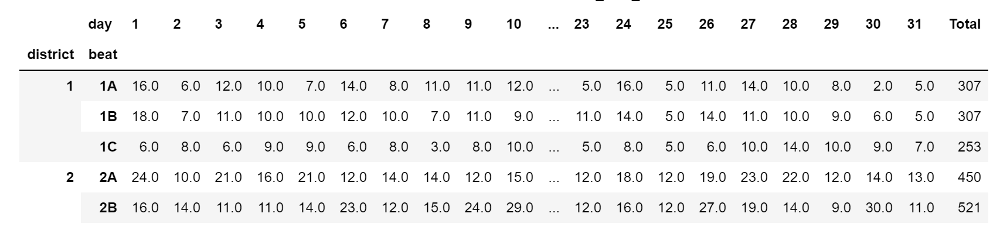 day 1 2 3 4 5 6 7 8 9 10 ... 23 24 25 26 27 28 29 30 31 Total
district beat
1 1A 16.0 6.0 12.0 10.0 7.0 14.0 8.0 11.0 11.0 12.0 ... 5.0 16.0 5.0 11.0 14.0 10.0 8.0 2.0 5.0 307
1B 18.0 7.0 11.0 10.0 10.0 12.0 10.0 7.0 11.0 9.0 ... 11.0 14.0 5.0 14.0 11.0 10.0 9.0 6.0 5.0 307
1C 6.0 8.0 6.0 9.0 9.0 6.0 8.0 3.0 8.0 10.0 ... 5.0 8.0 5.0 6.0 10.0 14.0 10.0 9.0 7.0 253
2 2A 24.0 10.0 21.0 16.0 21.0 12.0 14.0 14.0 12.0 15.0 ... 12.0 18.0 12.0 19.0 23.0 22.0 12.0 14.0 13.0 450
2B 16.0 14.0 11.0 11.0 14.0 23.0 12.0 15.0 24.0 29.0 ... 12.0 16.0 12.0 27.0 19.0 14.0 9.0 30.0 11.0 521